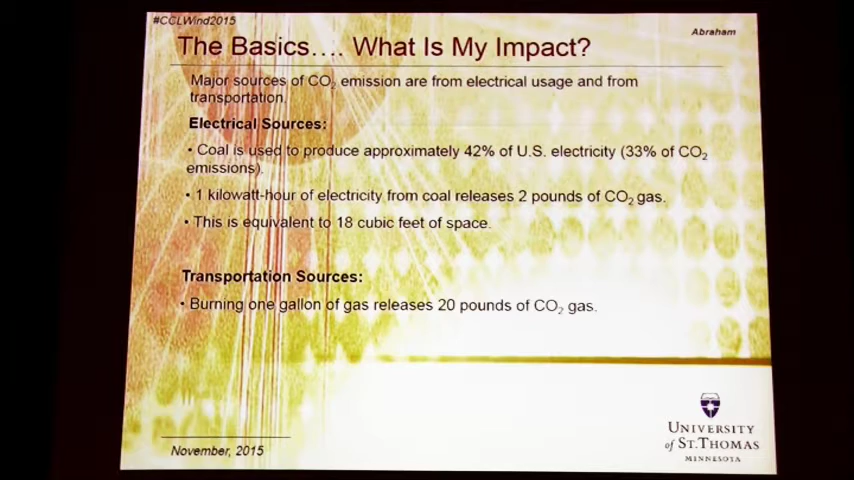 #CCLWind2015
Abraham
The Basics…. What Is My Impact?
Major sources of CO₂ emission are from electrical usage and from
transportation.
Electrical Sources:
• Coal is used to produce approximately 42% of U.S. electricity (33% of CO₂
emissions).
• 1 kilowatt-hour of electricity from coal releases 2 pounds of CO₂ gas.
• This is equivalent to 18 cubic feet of space.
Transportation Sources:
• Burning one gallon of gas releases 20 pounds of CO₂ gas.
November, 2015
UNIVERSITY
of ST. THOMAS
MINNESOTA